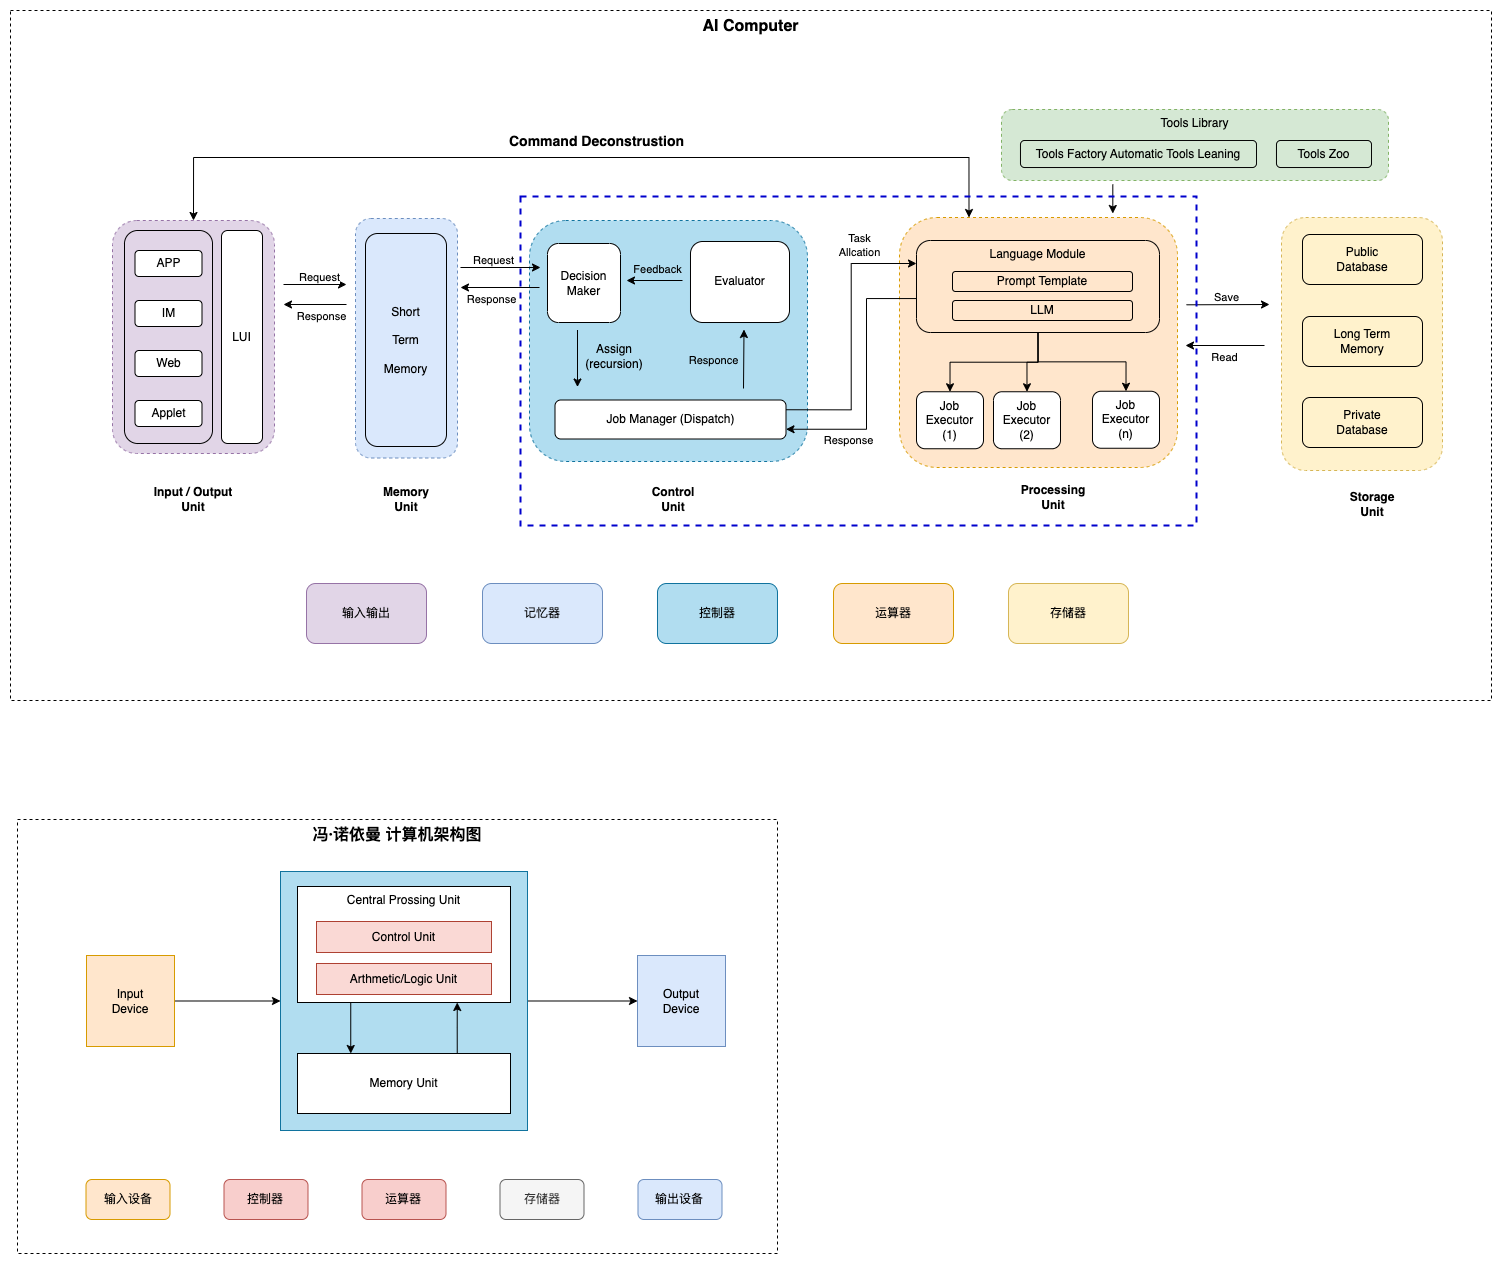 AI Computer
Command Deconstrustion
Tools Library
Tools Factory Automatic Tools Leaning
Tools Zoo
APP
IM
Web
Applet
LUI
Input / Output
Unit
Request
Response
Short
Term
Memory
Memory
Unit
Request
Response
Decision
Maker
Feedback
Evaluator
Assign
(recursion)
Responce
Job Manager (Dispatch)
Control
Unit
Task
Allcation
Response
Language Module
Prompt Template
LLM
Job
Executor
(1)
Job
Executor
(2)
Job
Executor
(n)
Processing
Unit
Save
Read
Public
Database
Long Term
Memory
Private
Database
Storage
Unit
输入输出
记忆器
控制器
运算器
存储器
冯·诺依曼 计算机架构图
Central Prossing Unit
Control Unit
Arithmetic/Logic Unit
Input
Device
Output
Device
Memory Unit
输入设备
控制器
运算器
存储器
输出设备